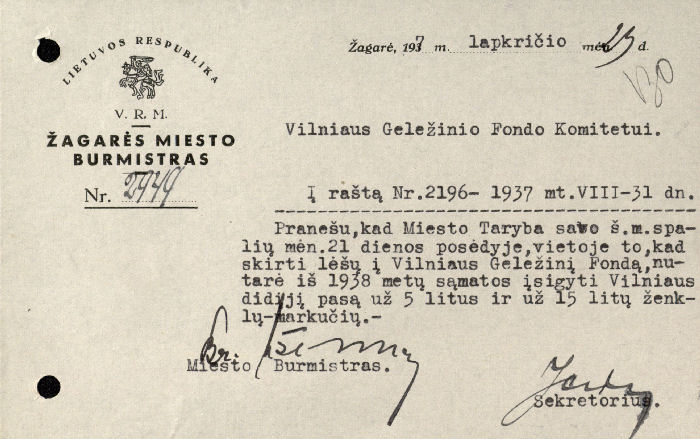 LIETUVOS RESPUBLIKA
V. R. M.
ŽAGARĖS MIESTO
BURMISTRAS
Nr. 2949
Žagarė, 1937 m. lapkričio mėn. 23 d.
130
Vilniaus Geležinio Fondo Komitetui.
Į raštą Nr.2196- 1937 mt.VIII-31 dn.
Pranešu,kad Miesto Taryba savo š.m.spa-
lių mėn.21 dienos posėdyje,vietoje to,kad
skirti lėšų į Vilniaus Geležinį Fondą,nu-
tarė iš 1938 metų sąmatos įsigyti Vilniaus
didįjį pasą už 5 litus ir už 15 litų ženk-
lų-markučių.-
Br.
Miesto Burmistras.
Sekretorius.